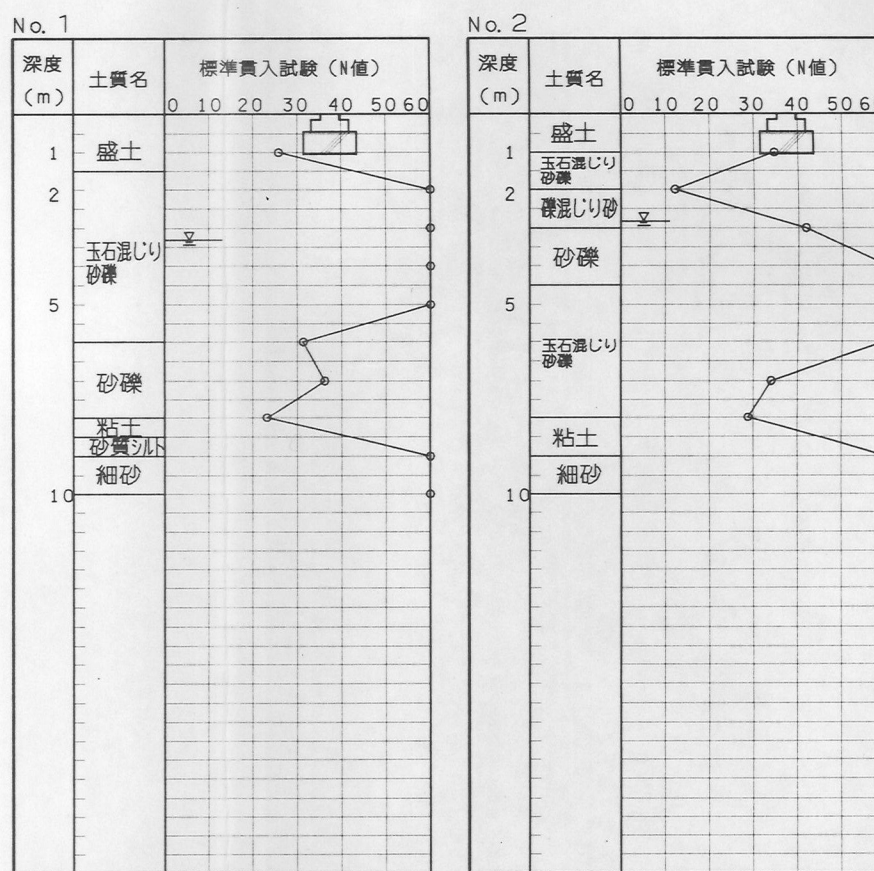 No. 1
深度
(m)
土質名
標準貫入試験（N値）
0 10 20 30 40 50 60
1
2
5
10
盛土
玉石混じり
砂礫
砂礫
粘土
砂質シルト
細砂
No. 2
深度
(m)
土質名
標準貫入試験（N値）
0 10 20 30 40 50 6
1
2
5
10
盛土
玉石混じり
砂礫
礫混じり砂
砂礫
玉石混じり
砂礫
粘土
細砂